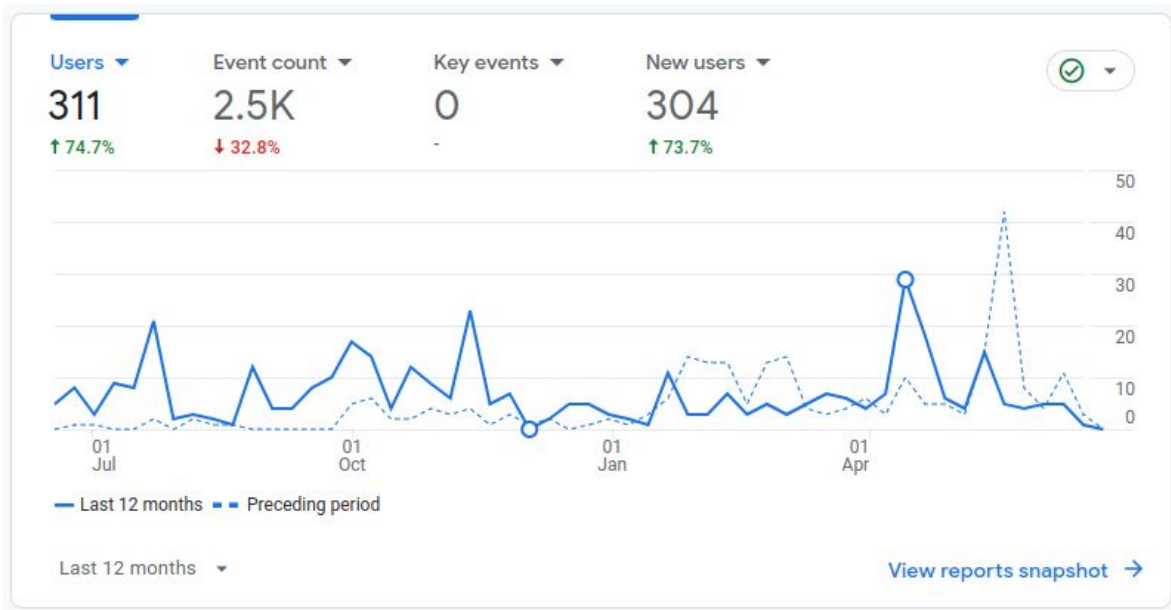 Users
Event count
Key events
New users
311
2.5K
0
304
↑ 74.7%
↓ 32.8%
-
↑ 73.7%
50
40
30
20
10
0
01
Jul
01
Oct
01
Jan
01
Apr
Last 12 months
Preceding period
Last 12 months
View reports snapshot →